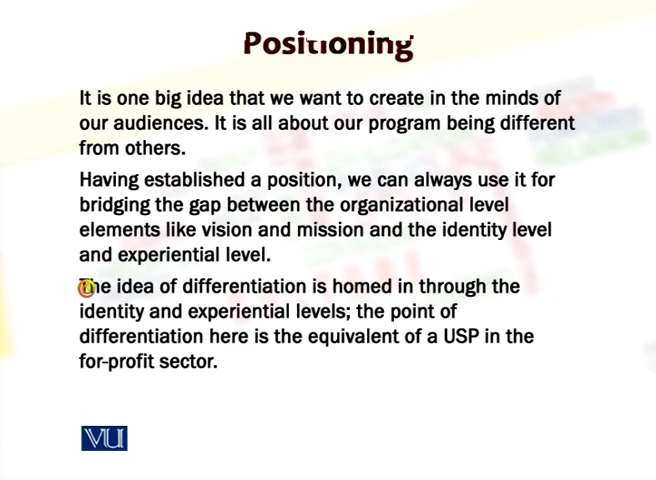 Positioning
It is one big idea that we want to create in the minds of
our audiences. It is all about our program being different
from others.
Having established a position, we can always use it for
bridging the gap between the organizational level
elements like vision and mission and the identity level
and experiential level.
The idea of differentiation is homed in through the
identity and experiential levels; the point of
differentiation here is the equivalent of a USP in the
for-profit sector.
VU